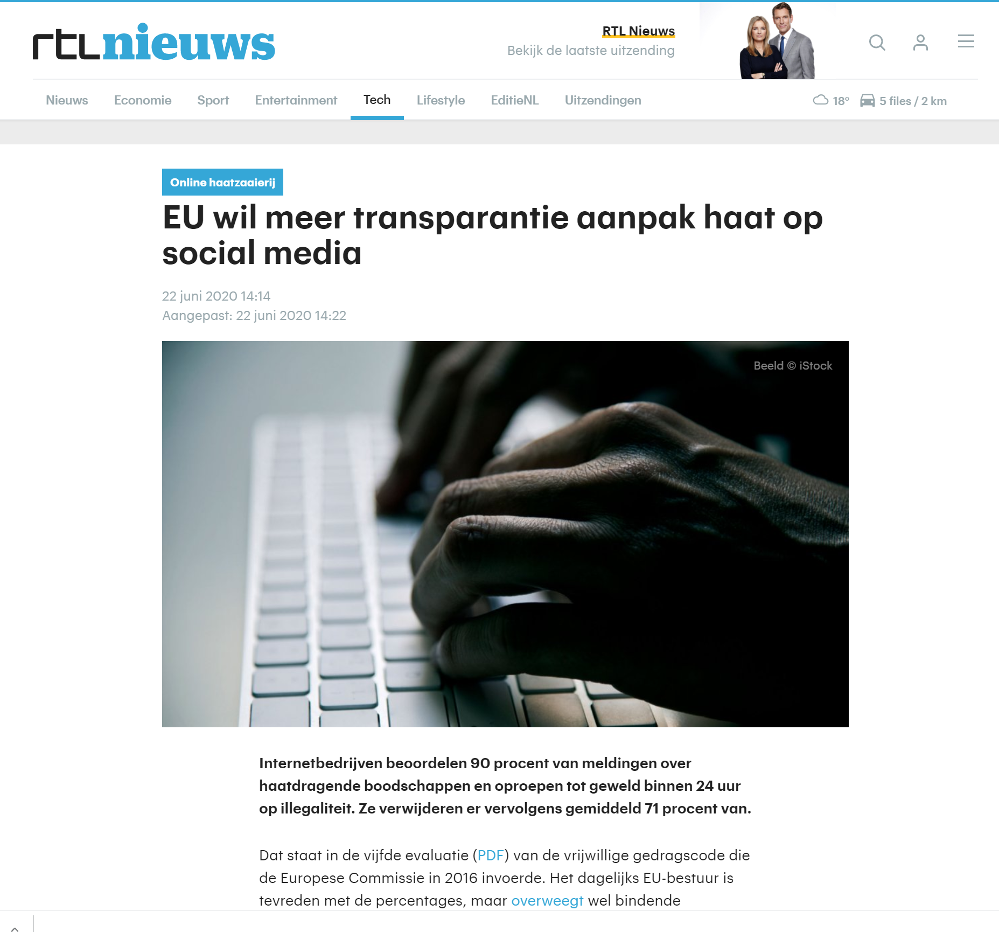 rtlnieuws
RTL Nieuws
Bekijk de laatste uitzending
Nieuws Economie Sport Entertainment Tech Lifestyle EditieNL Uitzendingen 18° 5 files / 2 km
Online haatzaaierij
EU wil meer transparantie aanpak haat op
social media
22 juni 2020 14:14
Aangepast: 22 juni 2020 14:22
Beeld © iStock
Internetbedrijven beoordelen 90 procent van meldingen over
haatdragende boodschappen en oproepen tot geweld binnen 24 uur
op illegaliteit. Ze verwijderen er vervolgens gemiddeld 71 procent van.
Dat staat in de vijfde evaluatie (PDF) van de vrijwillige gedragscode die
de Europese Commissie in 2016 invoerde. Het dagelijks EU-bestuur is
tevreden met de percentages, maar overweegt wel bindende